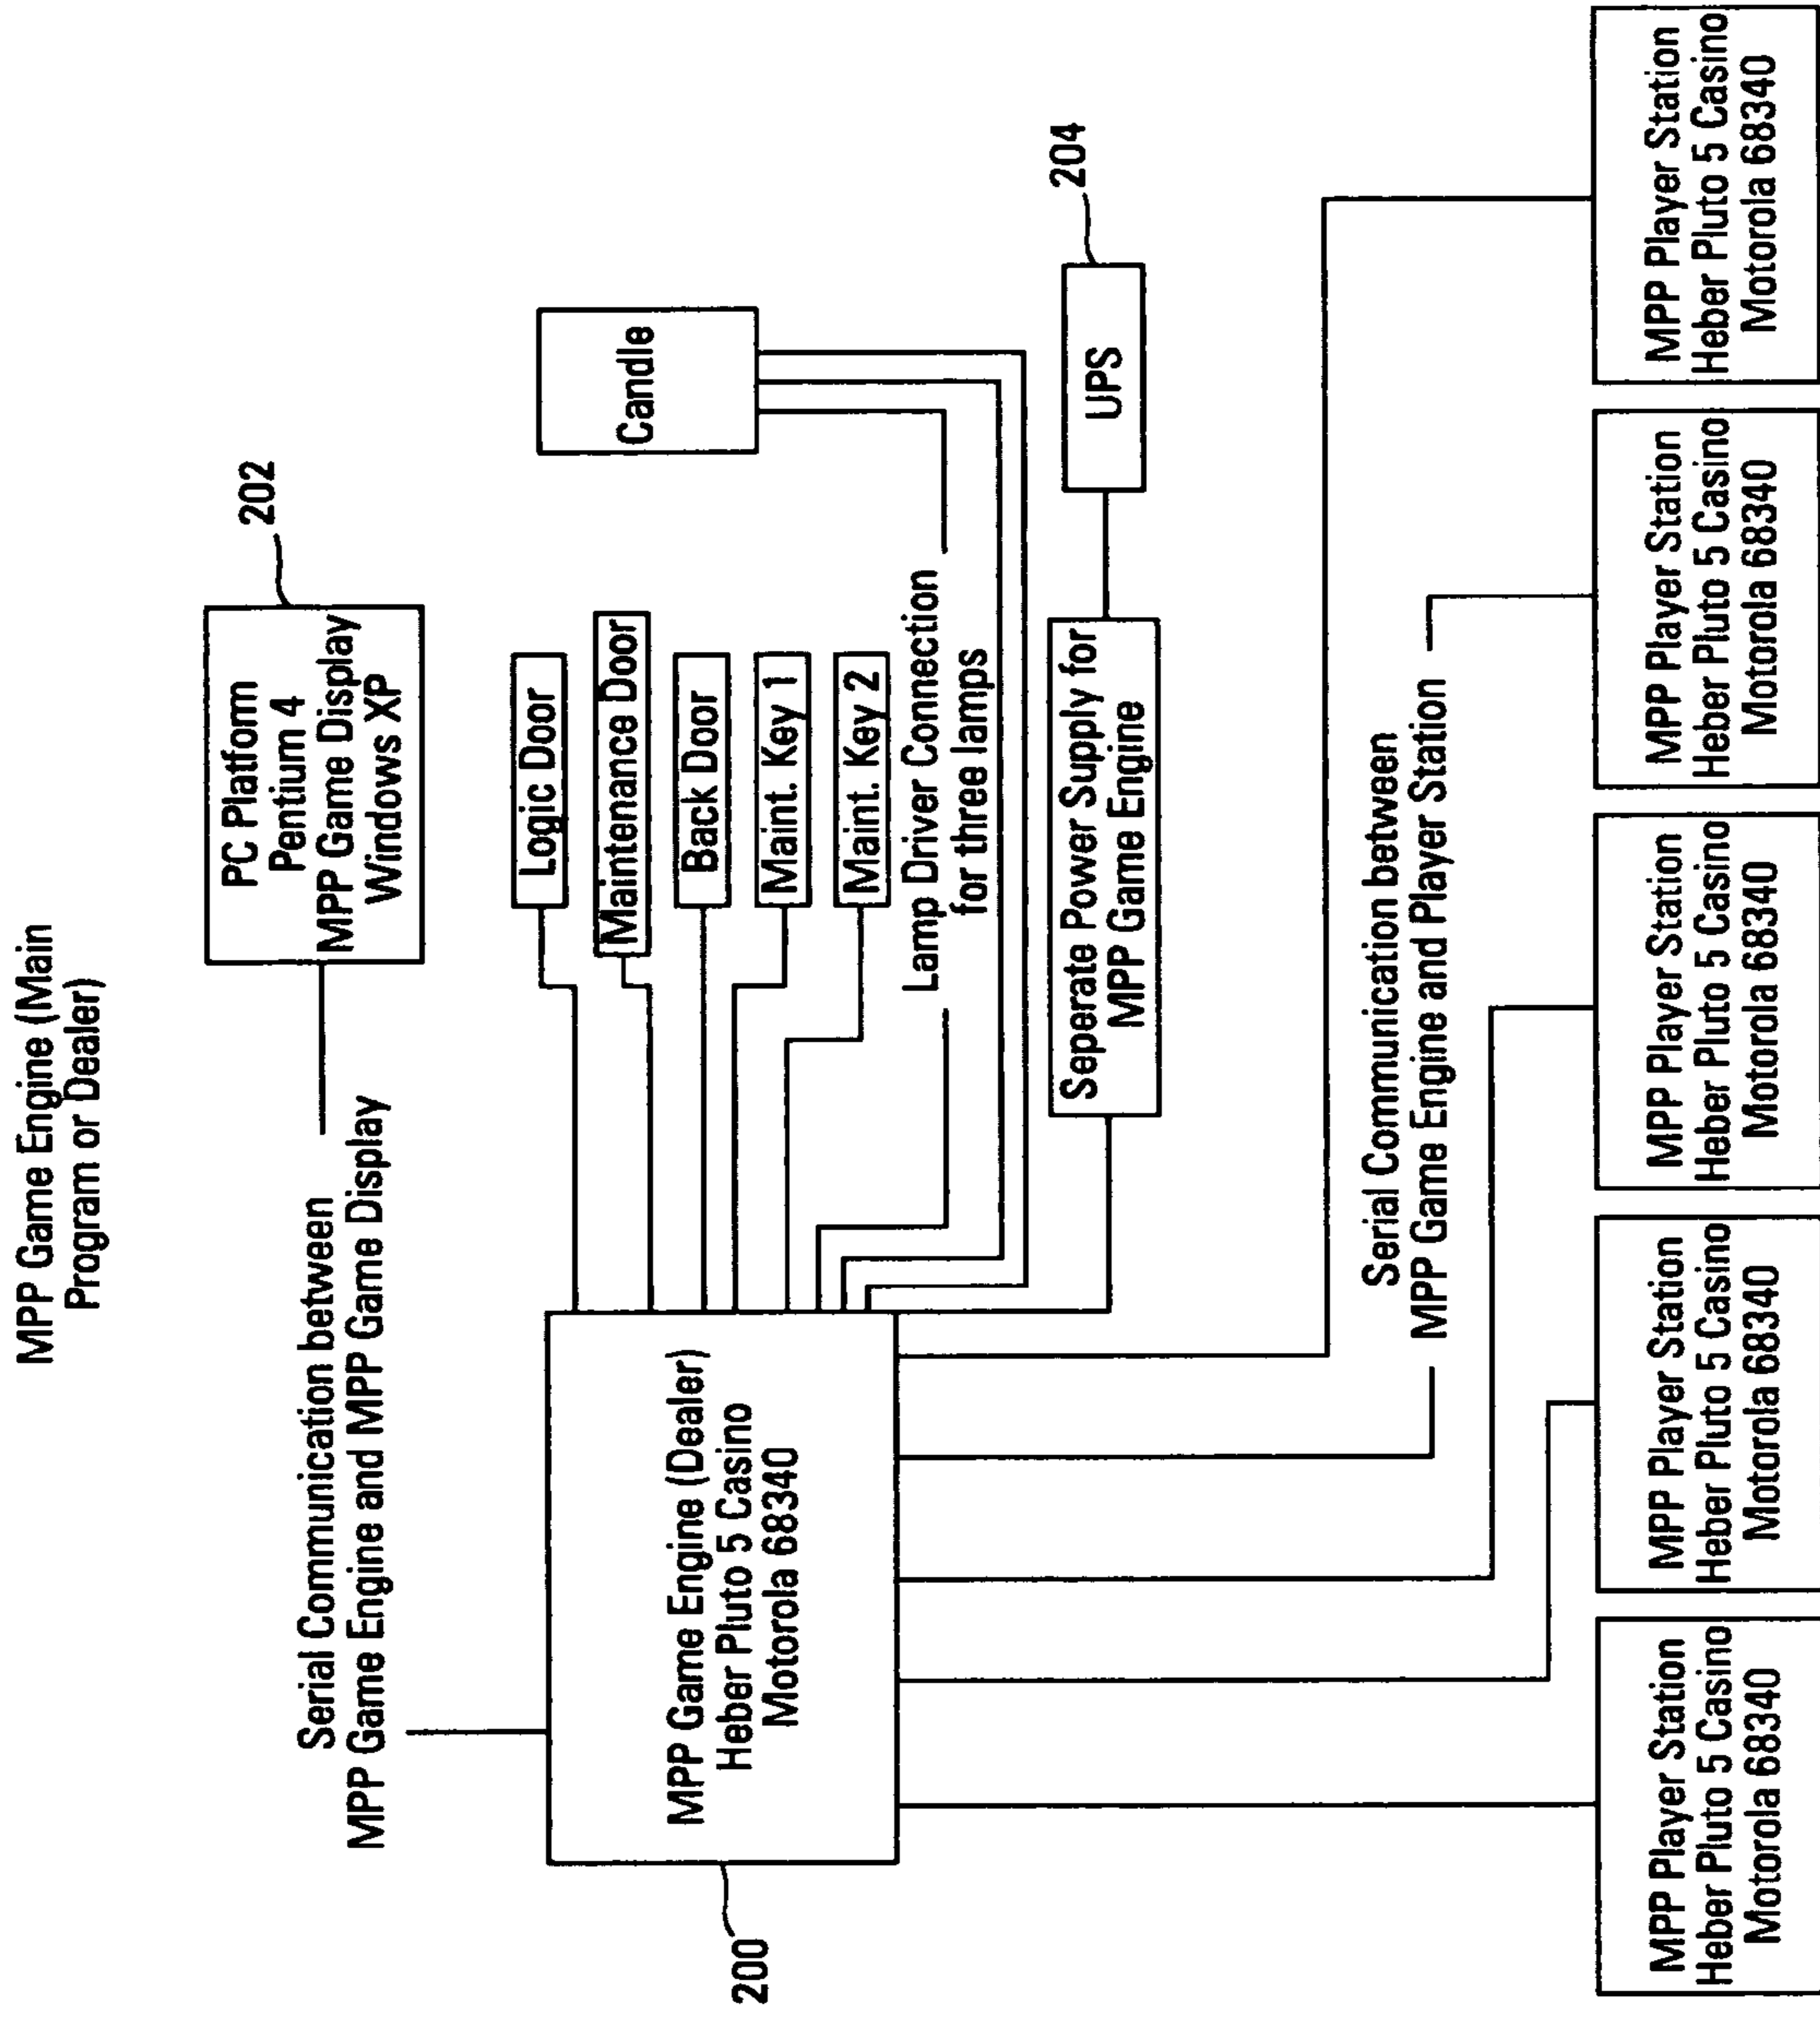 MPP Game Engine (Main
Program or Dealer)
202
PC Platform
Pentium 4
MPP Game Display
Windows XP
Serial Communication between
MPP Game Engine and MPP Game Display
Logic Door
Maintenance Door
Back Door
Maint. Key 1
Maint. Key 2
Candle
Lamp Driver Connection
for three lamps
200
MPP Game Engine (Dealer)
Heber Pluto 5 Casino
Motorola 68340
Seperate Power Supply for
MPP Game Engine
UPS
204
Serial Communication between
MPP Game Engine and Player Station
MPP Player Station
Heber Pluto 5 Casino
Motorola 68340
MPP Player Station
Heber Pluto 5 Casino
Motorola 68340
MPP Player Station
Heber Pluto 5 Casino
Motorola 68340
MPP Player Station
Heber Pluto 5 Casino
Motorola 68340
MPP Player Station
Heber Pluto 5 Casino
Motorola 68340